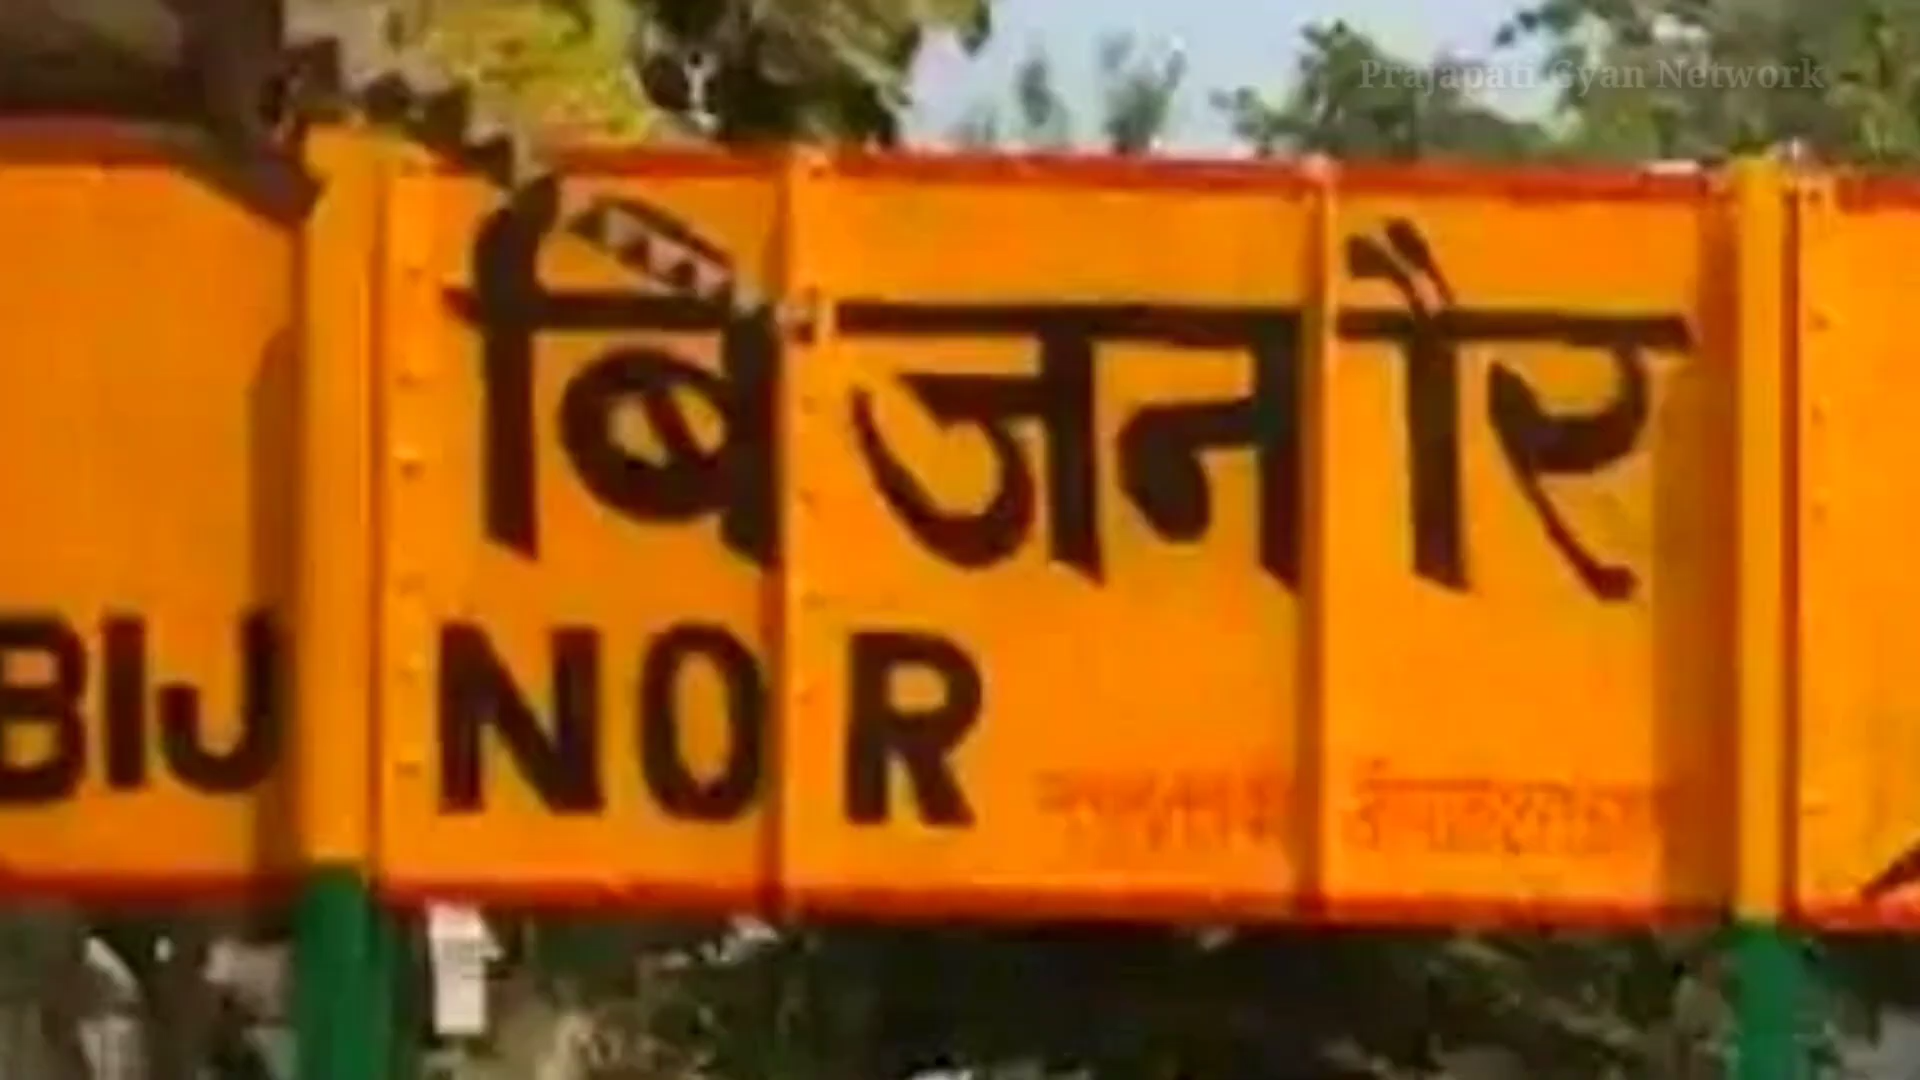 Prajapati Gyan Network
बिजनौर
BIJNOR